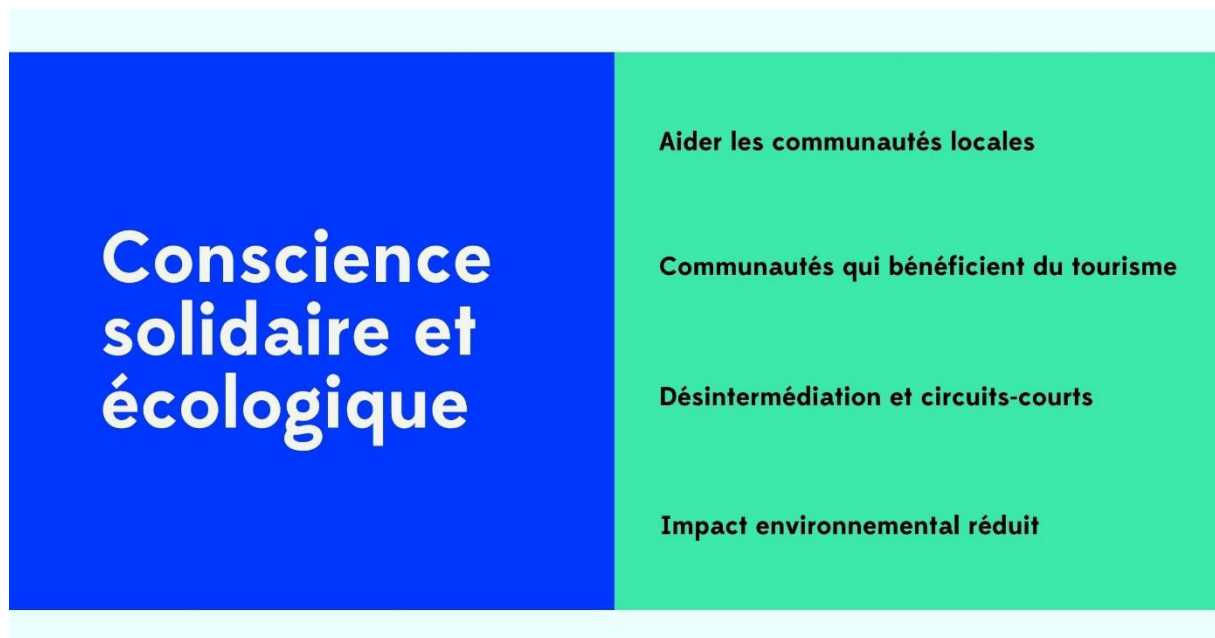 Conscience
solidaire et
écologique
Aider les communautés locales
Communautés qui bénéficient du tourisme
Désintermédiation et circuits-courts
Impact environnemental réduit